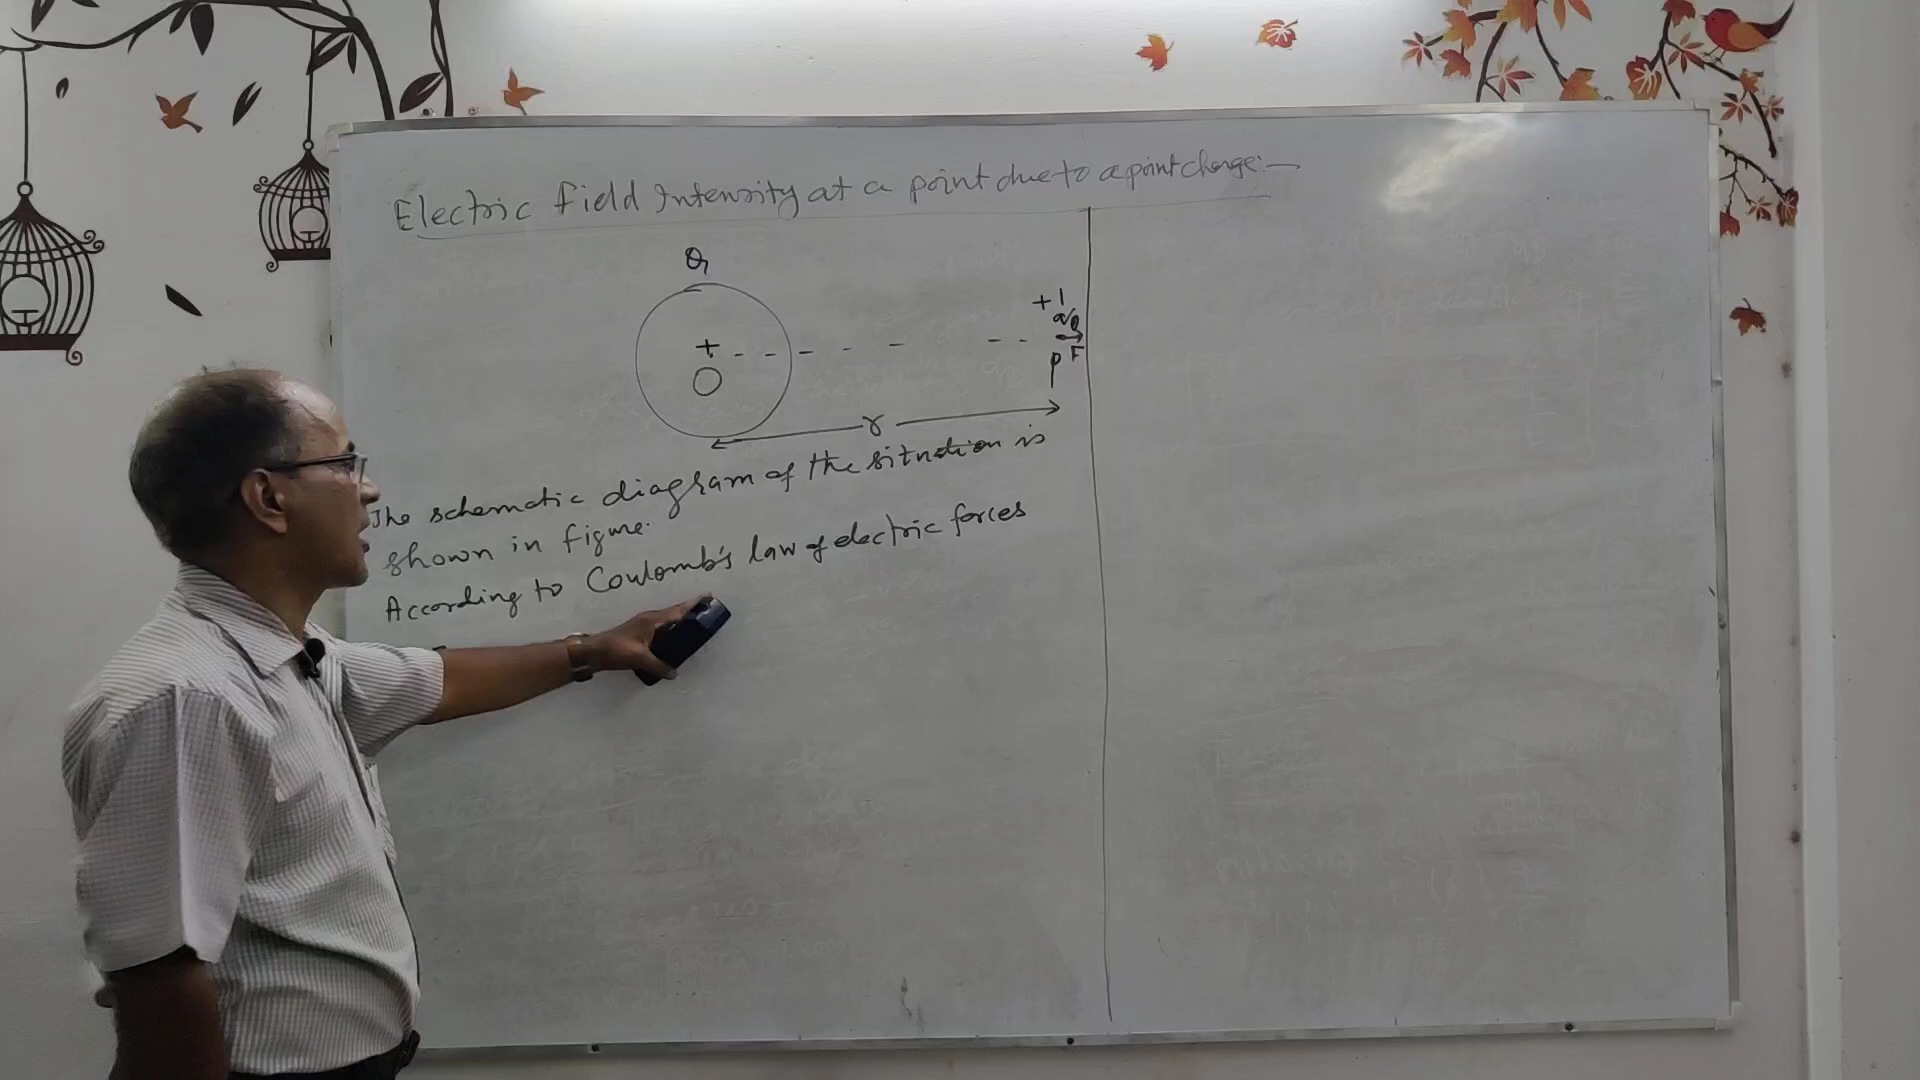 Electric field Intensity at a point due to a point charge:—
Q
+
O
+1
q0
P F
r
The schematic diagram of the situation is
shown in figure.
According to Coulomb's law of electric forces